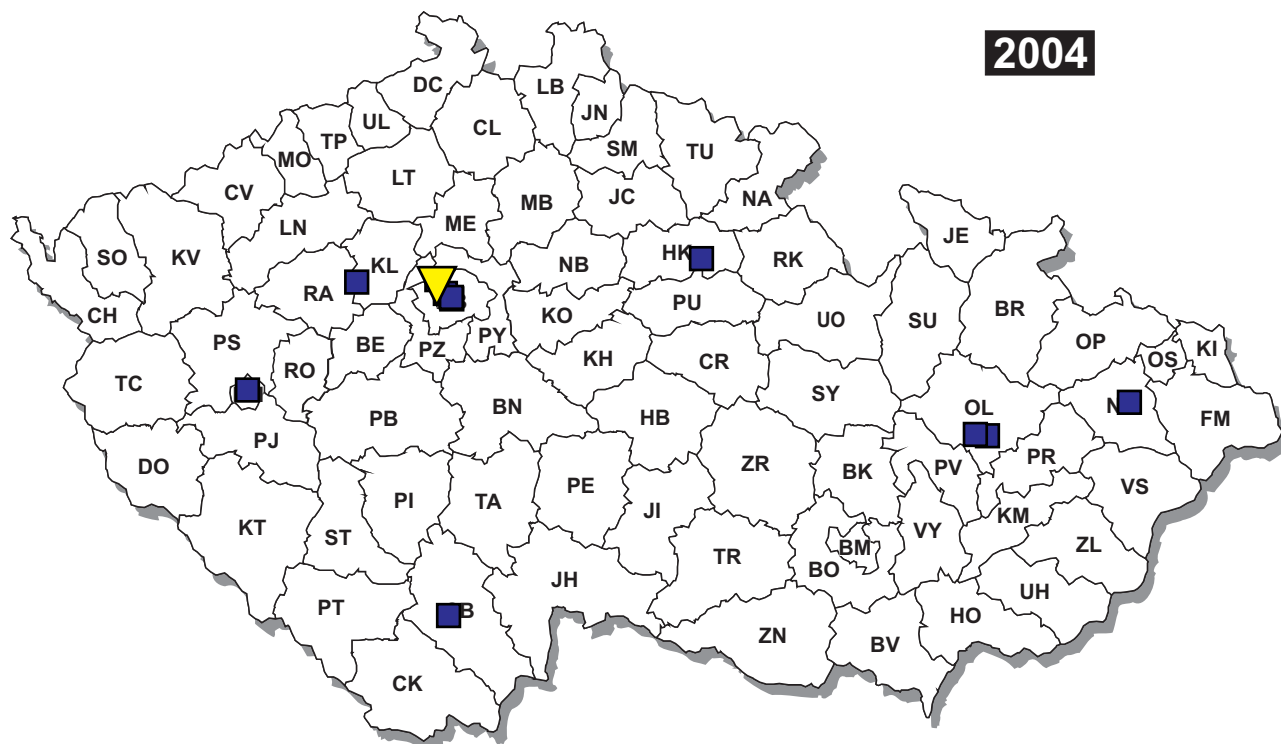 2004
DC
LB
JN
UL
CL
TP
SM
TU
MO
LT
CV
MB
JC
NA
ME
LN
JE
SO
KV
KL
NB
HK
RK
RA
BR
CH
KO
PU
UO
SU
PS
BE
PZ
PY
OP
KI
OS
RO
KH
CR
TC
SY
PB
BN
HB
OL
N
FM
PJ
DO
ZR
BK
PV
PR
VS
PE
KT
PI
TA
JI
KM
ST
VY
ZL
TR
BO
BM
JH
UH
PT
B
HO
ZN
BV
CK